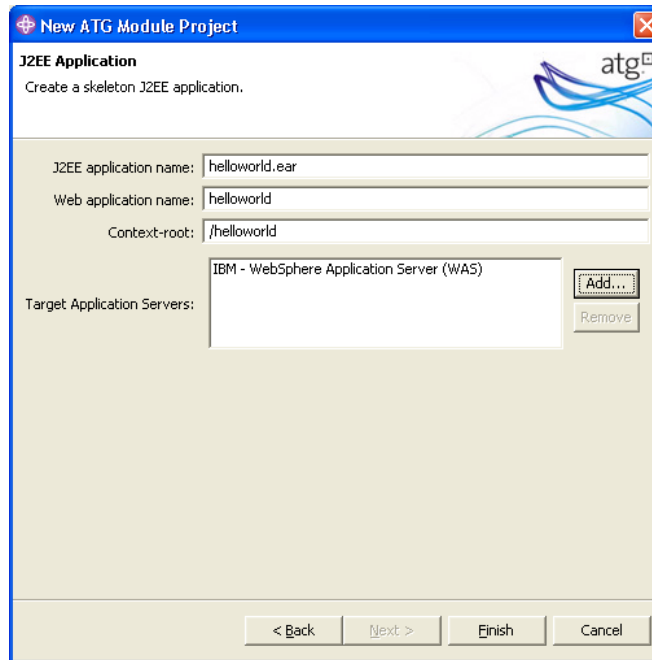 New ATG Module Project
J2EE Application
Create a skeleton J2EE application.
atg
J2EE application name: helloworld.ear
Web application name: helloworld
Context-root: /helloworld
Target Application Servers: IBM - WebSphere Application Server (WAS)
Add...
Remove
< Back Next > Finish Cancel